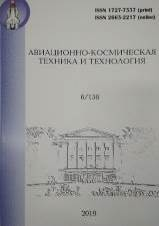 ISSN 1727-7337 (print)
ISSN 2663-2217 (online)
АВИАЦИОННО-КОСМИЧЕСКАЯ
ТЕХНИКА И ТЕХНОЛОГИЯ
6/158
2019